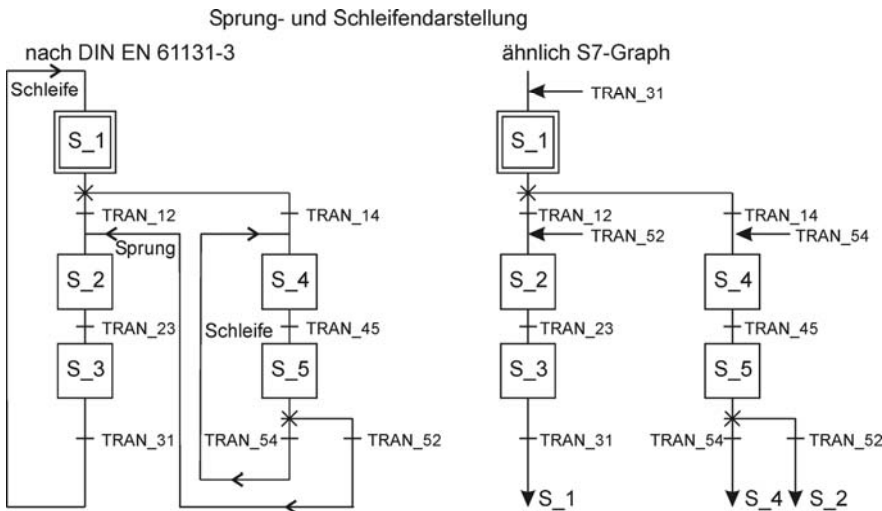 Sprung- und Schleifendarstellung
nach DIN EN 61131-3
ähnlich S7-Graph
Schleife
S_1
TRAN_12
TRAN_14
Sprung
S_2
S_4
TRAN_23
Schleife
TRAN_45
S_3
S_5
TRAN_31
TRAN_54
TRAN_52
TRAN_31
S_1
TRAN_12
TRAN_14
TRAN_52
TRAN_54
S_2
S_4
TRAN_23
TRAN_45
S_3
S_5
TRAN_31
TRAN_54
TRAN_52
S_1
S_4
S_2